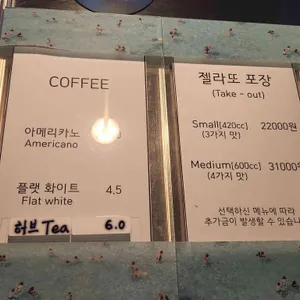 COFFEE
아메리카노
Americano
플랫 화이트 4.5
Flat white
허브 Tea 6.0
젤라또 포장
(Take - out)
Small(420cc) 22000원
(3가지 맛)
Medium(600cc) 31000원
(4가지 맛)
선택하신 메뉴에 따라
추가금이 발생할 수 있습니